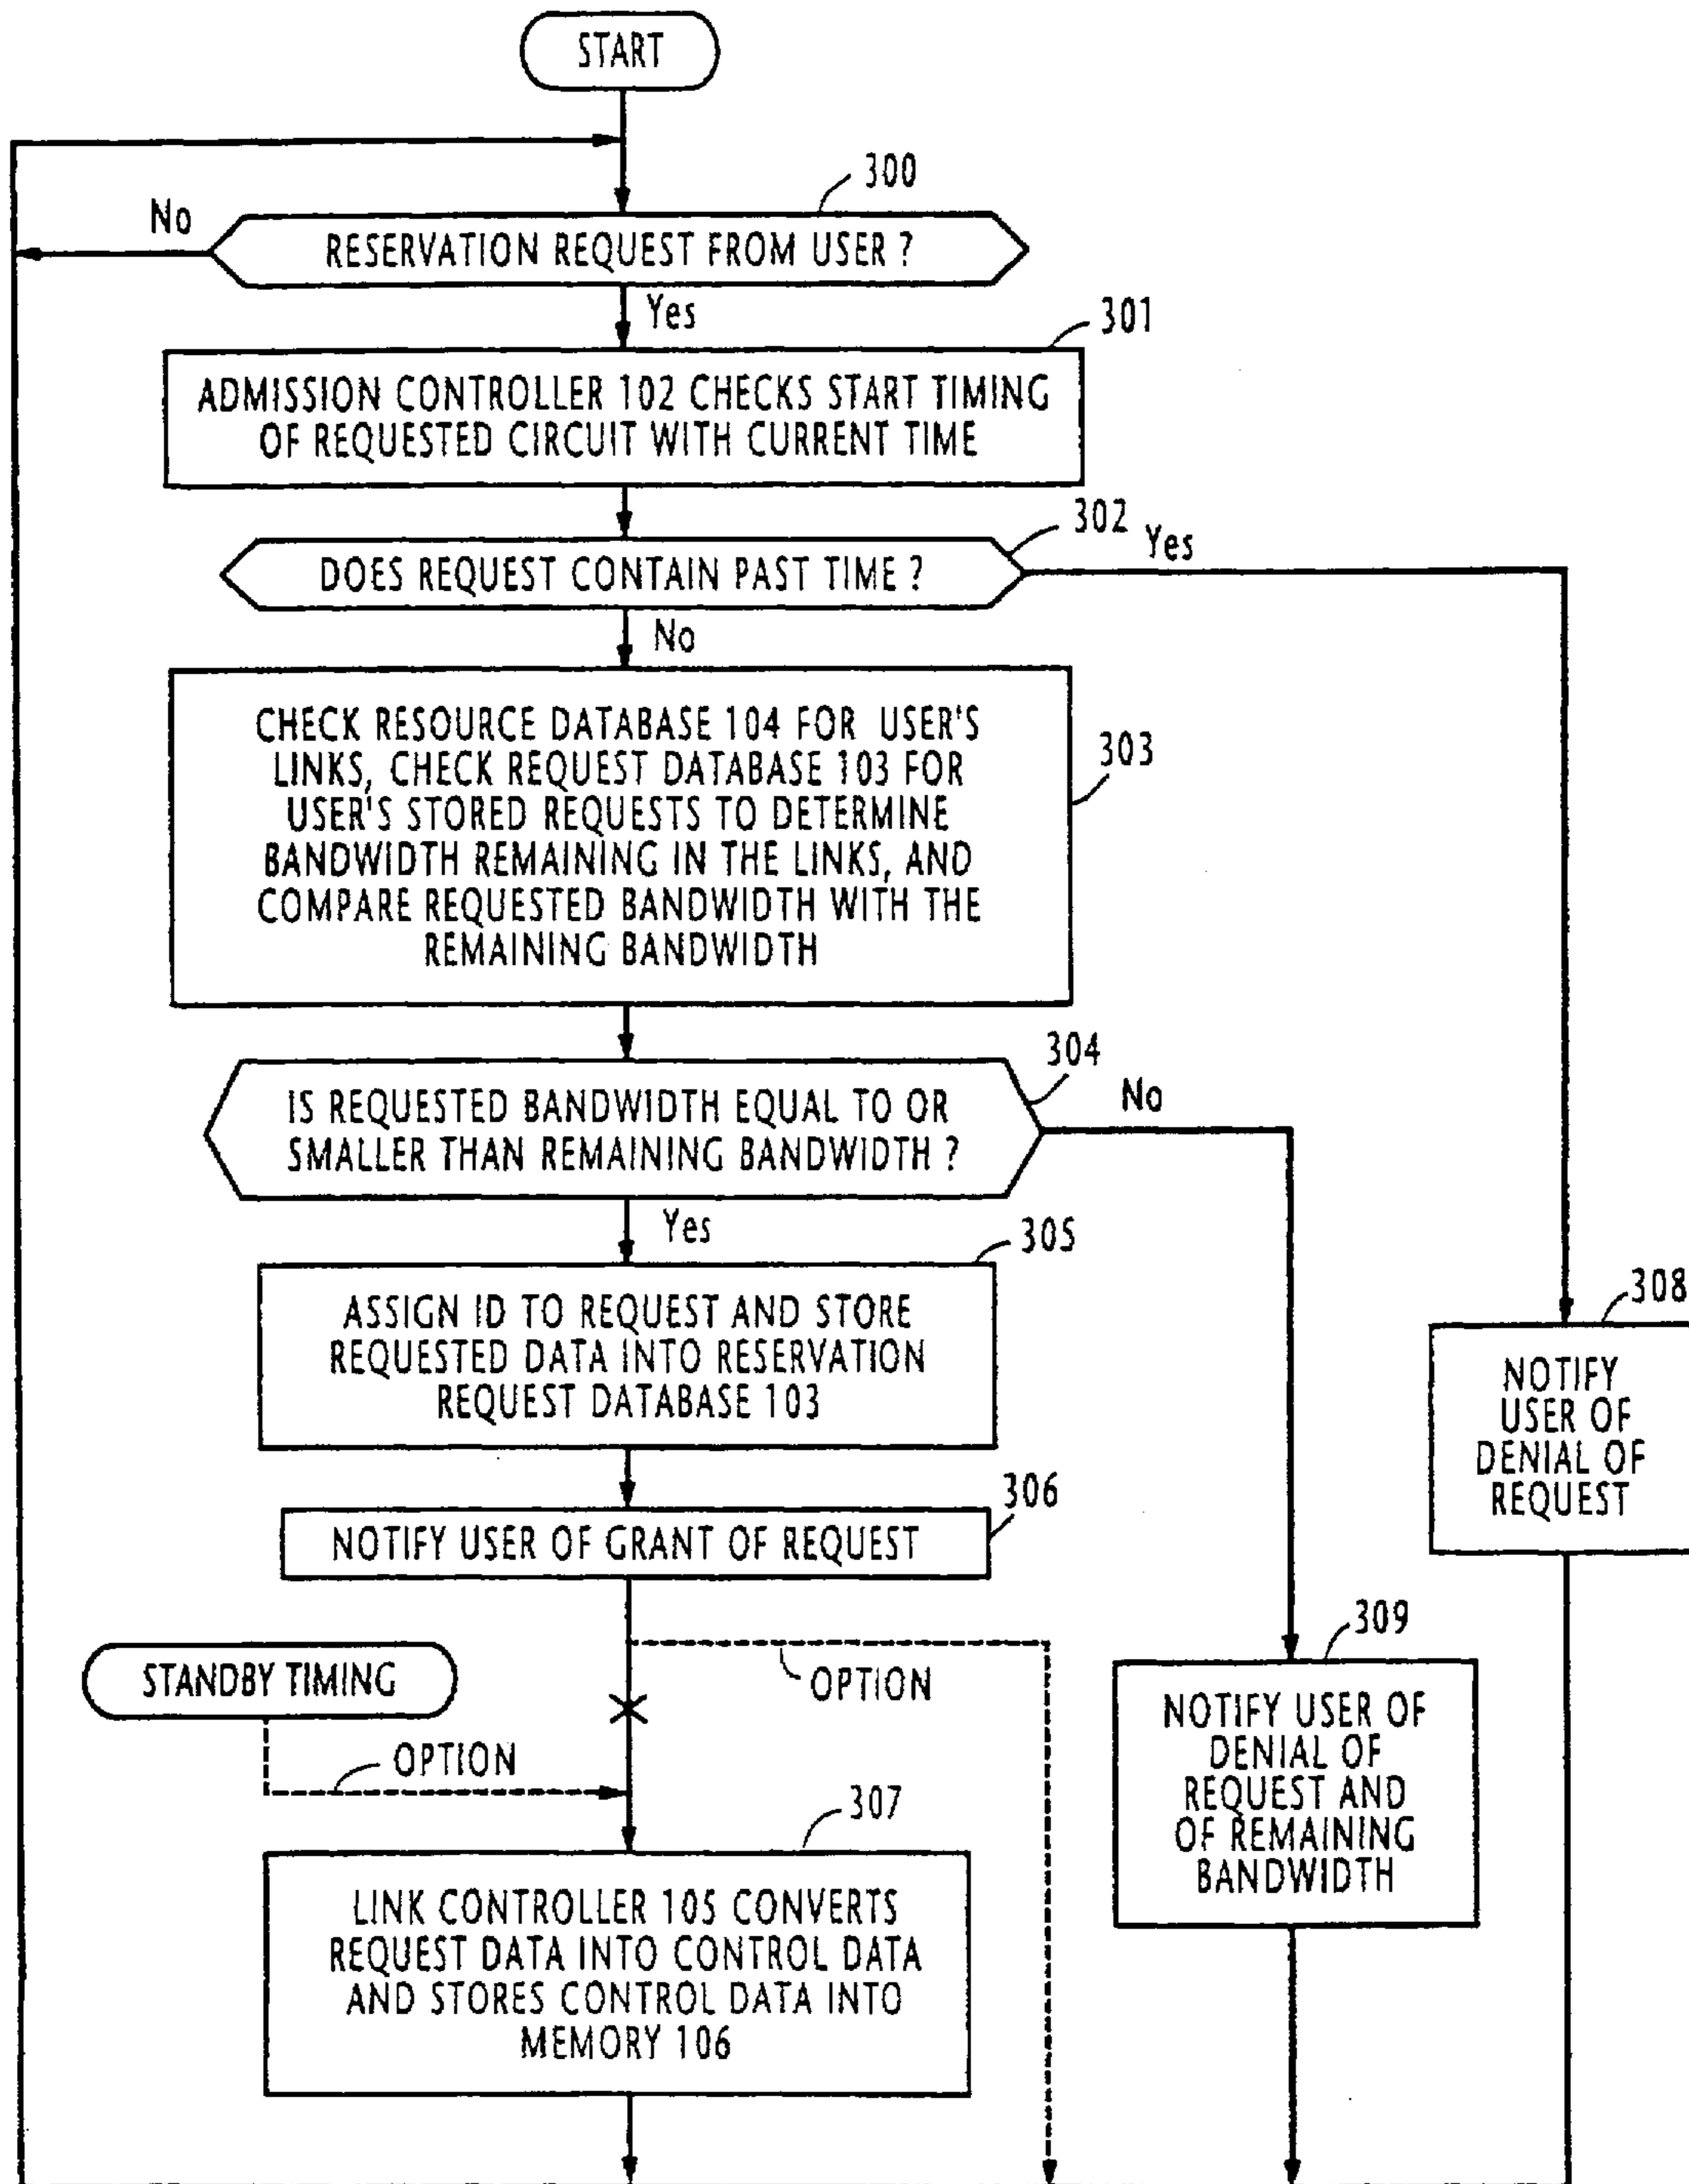 START
300
No
RESERVATION REQUEST FROM USER ?
Yes
301
ADMISSION CONTROLLER 102 CHECKS START TIMING
OF REQUESTED CIRCUIT WITH CURRENT TIME
302
Yes
DOES REQUEST CONTAIN PAST TIME ?
No
303
CHECK RESOURCE DATABASE 104 FOR USER'S
LINKS, CHECK REQUEST DATABASE 103 FOR
USER'S STORED REQUESTS TO DETERMINE
BANDWIDTH REMAINING IN THE LINKS, AND
COMPARE REQUESTED BANDWIDTH WITH THE
REMAINING BANDWIDTH
304
No
IS REQUESTED BANDWIDTH EQUAL TO OR
SMALLER THAN REMAINING BANDWIDTH ?
Yes
305
ASSIGN ID TO REQUEST AND STORE
REQUESTED DATA INTO RESERVATION
REQUEST DATABASE 103
308
NOTIFY
USER OF
DENIAL OF
REQUEST
306
NOTIFY USER OF GRANT OF REQUEST
309
STANDBY TIMING
OPTION
OPTION
NOTIFY USER OF
DENIAL OF
REQUEST AND
OF REMAINING
BANDWIDTH
307
LINK CONTROLLER 105 CONVERTS
REQUEST DATA INTO CONTROL DATA
AND STORES CONTROL DATA INTO
MEMORY 106